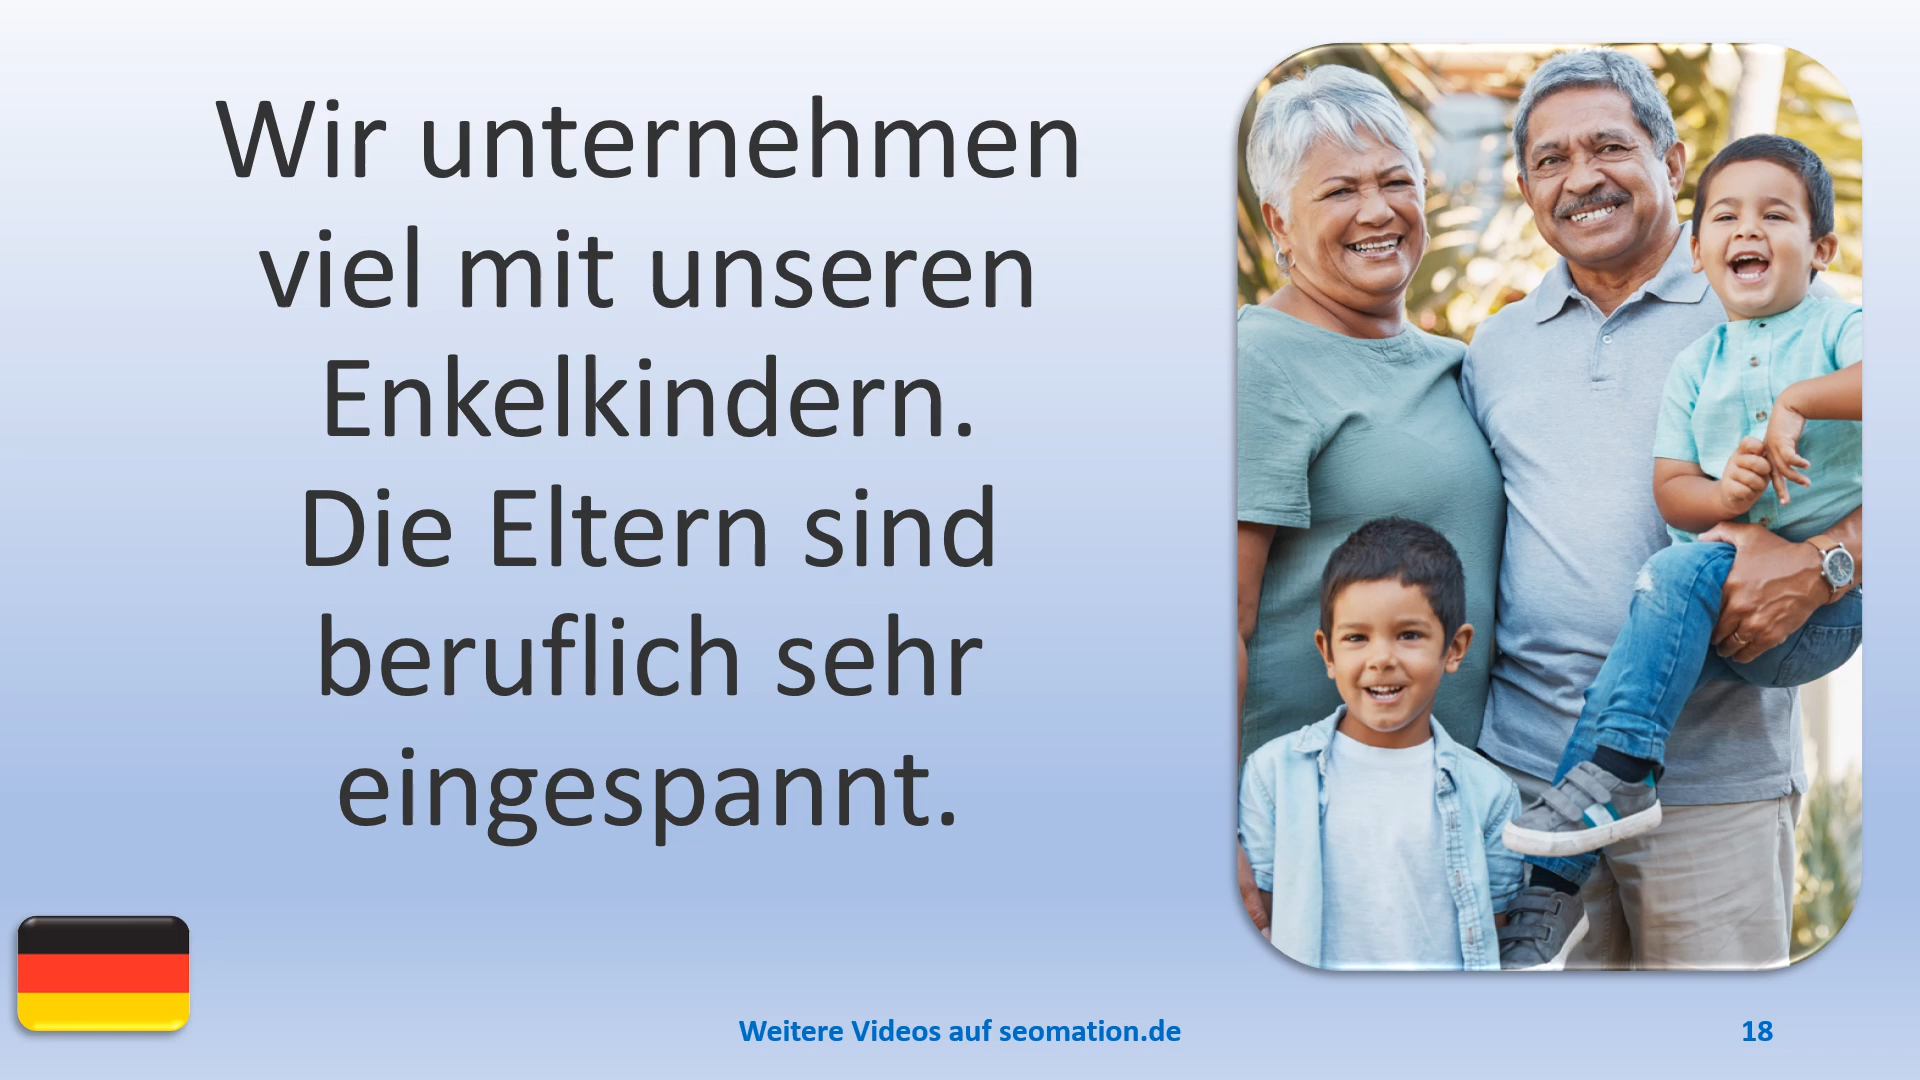 Wir unternehmen
viel mit unseren
Enkelkindern.
Die Eltern sind
beruflich sehr
eingespannt.
Weitere Videos auf seomation.de
18